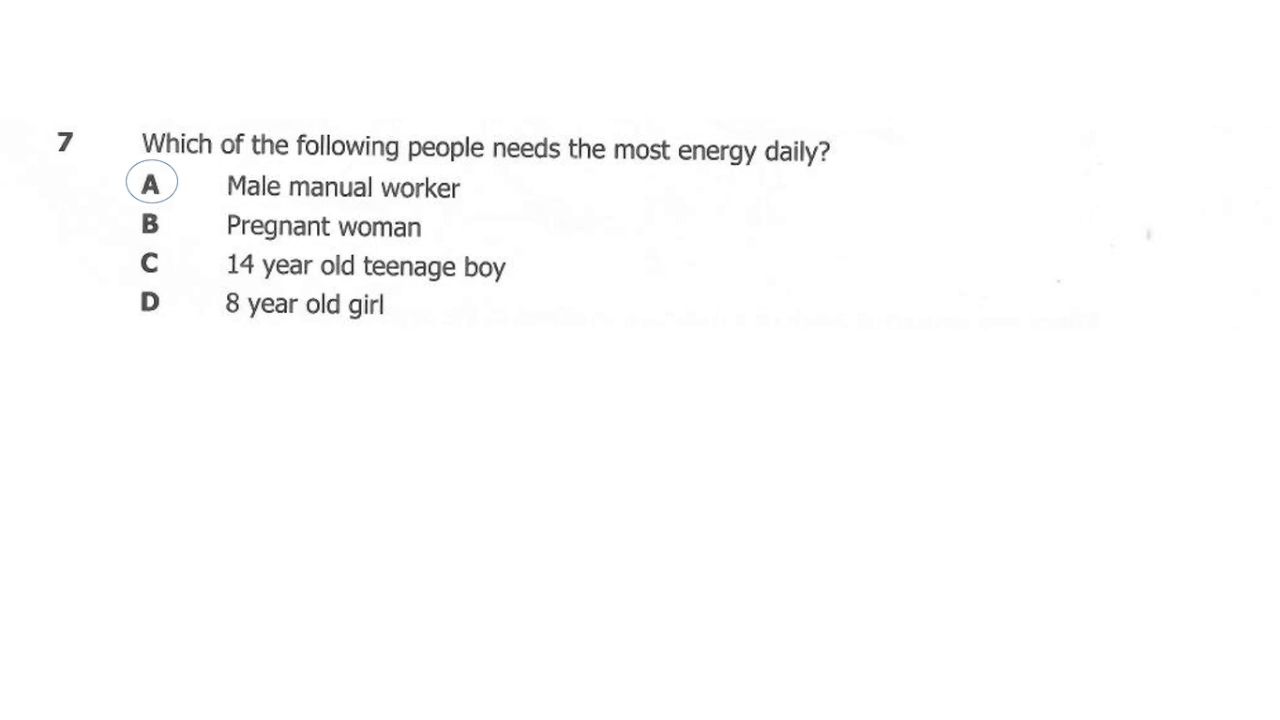 7 Which of the following people needs the most energy daily?
A Male manual worker
B Pregnant woman
C 14 year old teenage boy
D 8 year old girl